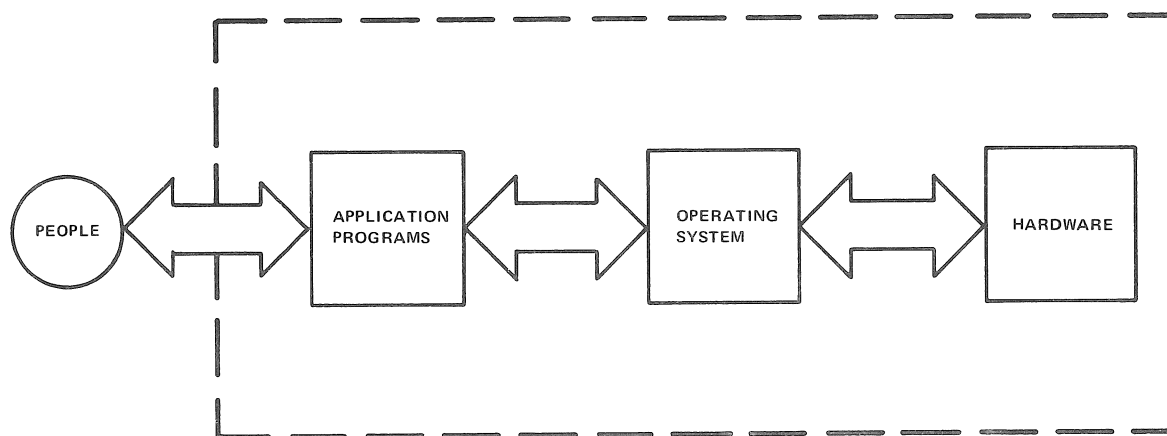 PEOPLE
APPLICATION
PROGRAMS
OPERATING
SYSTEM
HARDWARE